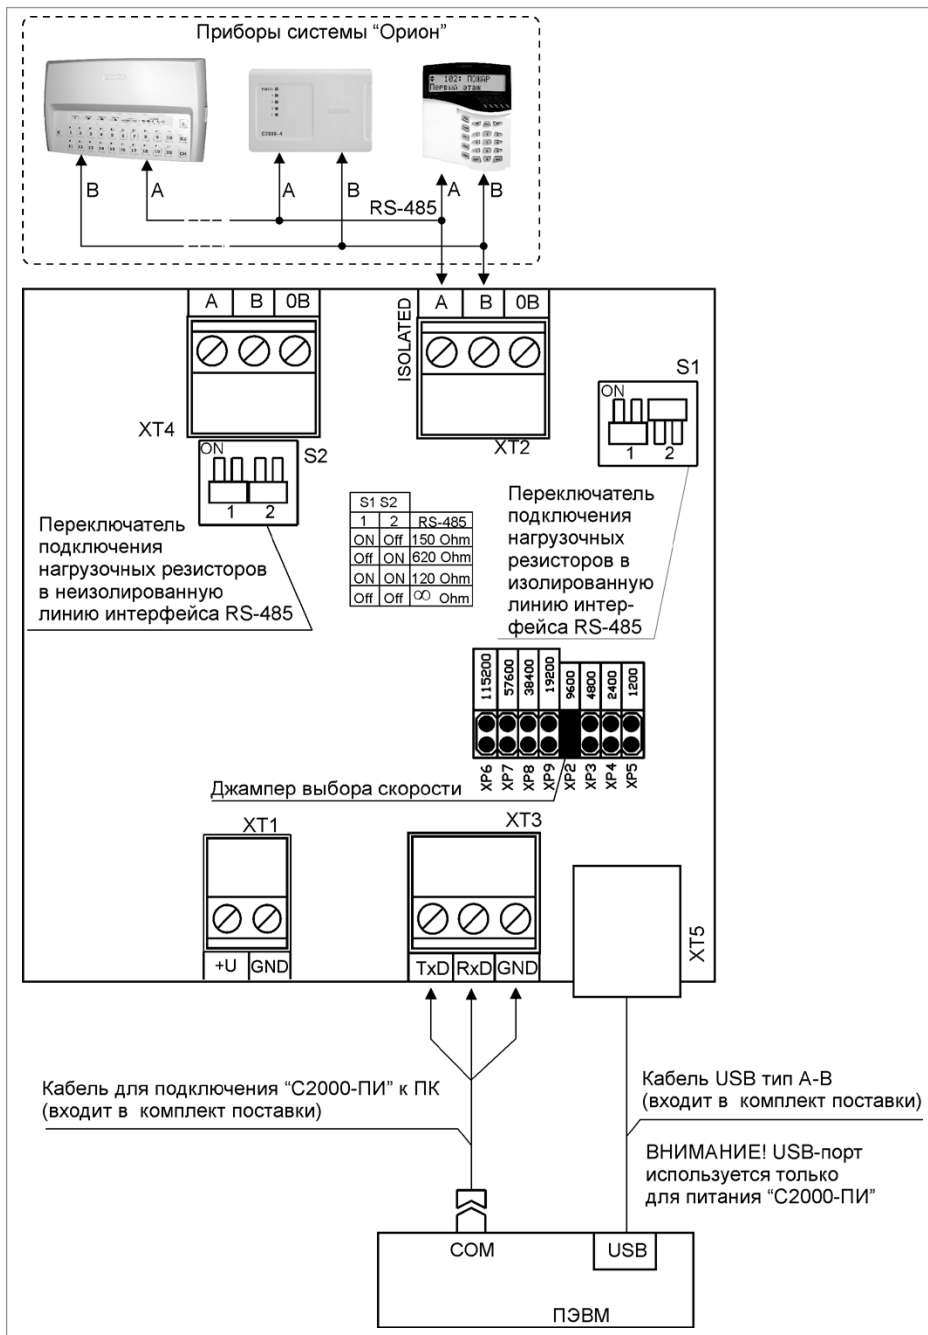 Приборы системы “Орион”
102: ПОЖАР
Первый этаж
С2000-4
B A A B A B
RS-485
A B 0B
ISOLATED
A B 0B
S1
ON
1 2
XT4
XT2
ON
S2
1 2
Переключатель
подключения
нагрузочных резисторов
в неизолированную
линию интерфейса RS-485
S1 S2
1 2 RS-485
ON Off 150 Ohm
Off ON 620 Ohm
ON ON 120 Ohm
Off Off ∞ Ohm
Переключатель
подключения
нагрузочных
резисторов в
изолированную
линию интер-
фейса RS-485
115200 57600 38400 19200 9600 4800 2400 1200
XP6 XP7 XP8 XP9 XP2 XP3 XP4 XP5
Джампер выбора скорости
XT1
XT3
XT5
+U GND
TxD RxD GND
Кабель для подключения “С2000-ПИ” к ПК
(входит в комплект поставки)
Кабель USB тип А-В
(входит в комплект поставки)
ВНИМАНИЕ! USB-порт
используется только
для питания “С2000-ПИ”
COM
USB
ПЭВМ